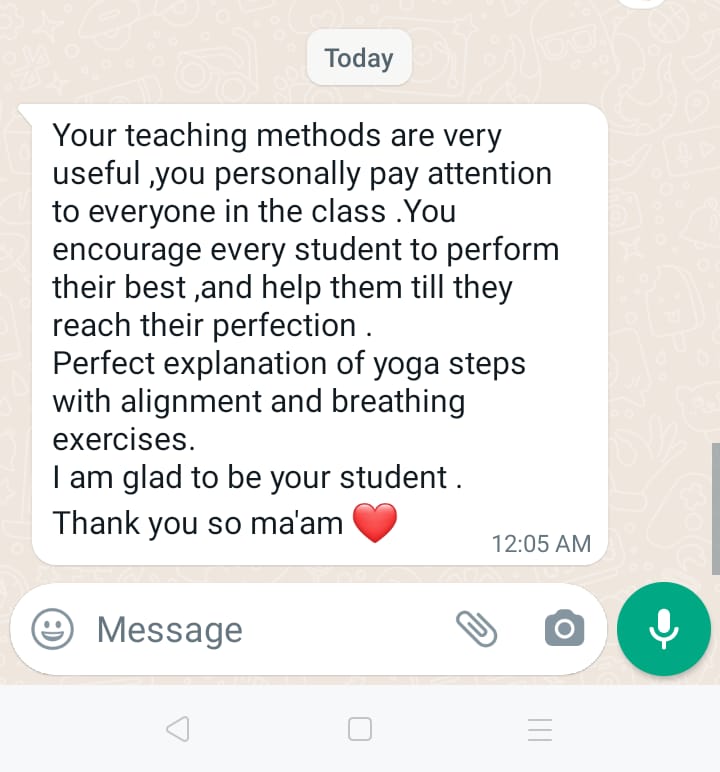 Today
Your teaching methods are very
useful ,you personally pay attention
to everyone in the class .You
encourage every student to perform
their best ,and help them till they
reach their perfection .
Perfect explanation of yoga steps
with alignment and breathing
exercises.
I am glad to be your student .
Thank you so ma'am ❤️
12:05 AM
Message